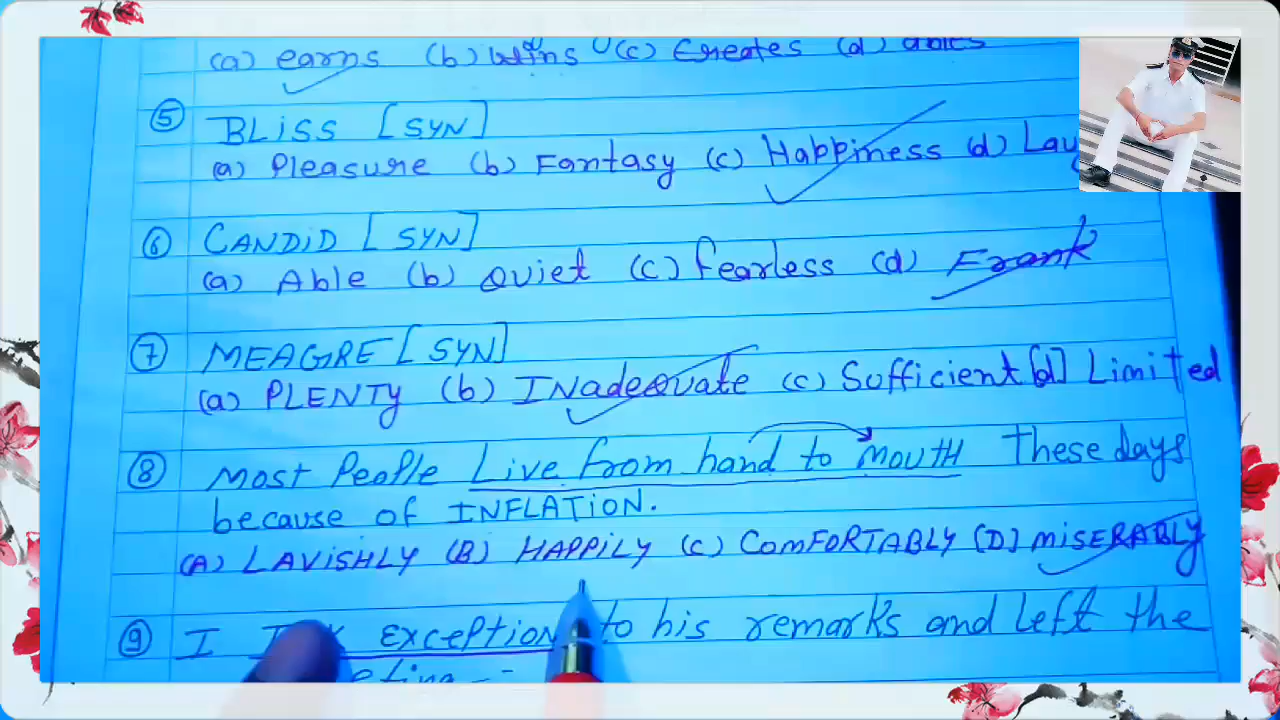 (a) earns (b) wins (c) Creates (d)
⑤ BLiSS [SYN]
(a) Pleasure (b) Fantasy (c) Happiness (d) Lay
⑥ CANDiD [SYN]
(a) Able (b) Quiet (c) fearless (d) Frank
⑦ MEAGRE [SYN]
(a) PLENTY (b) INadequate (c) Sufficient [d] Limited
⑧ Most People Live from hand to MOUTH These days
because of INFLATiON.
(A) LAViSHLY (B) HAPPiLY (C) COMFORTABLY (D) MiSERABLY
⑨ I exception to his remarks and left the